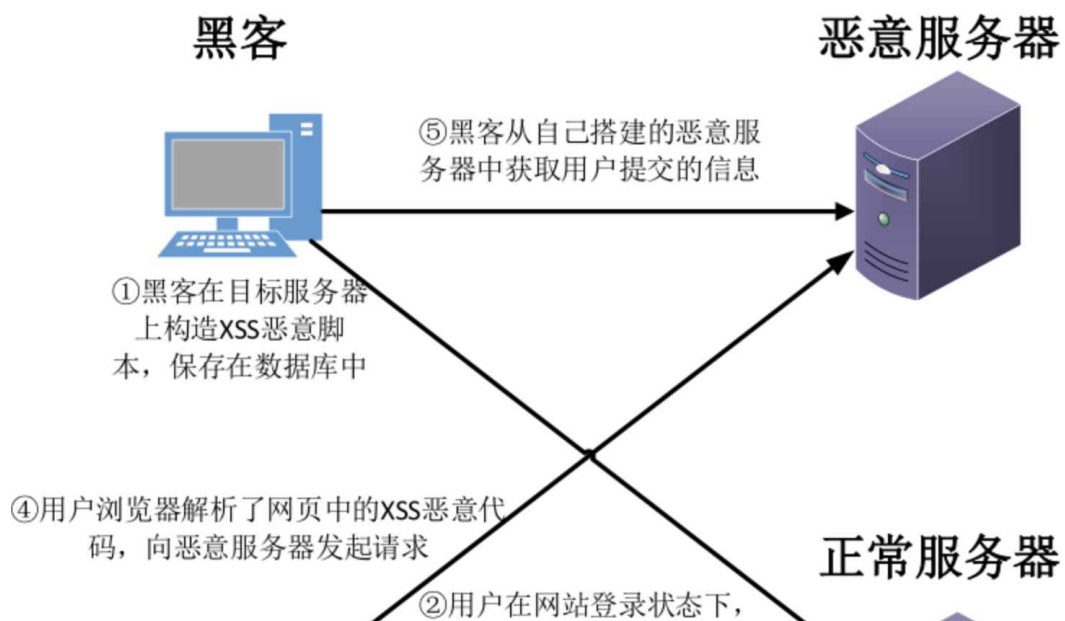 黑客
恶意服务器
⑤黑客从自己搭建的恶意服
务器中获取用户提交的信息
①黑客在目标服务器
上构造XSS恶意脚
本，保存在数据库中
④用户浏览器解析了网页中的XSS恶意代
码，向恶意服务器发起请求
正常服务器
②用户在网站登录状态下，